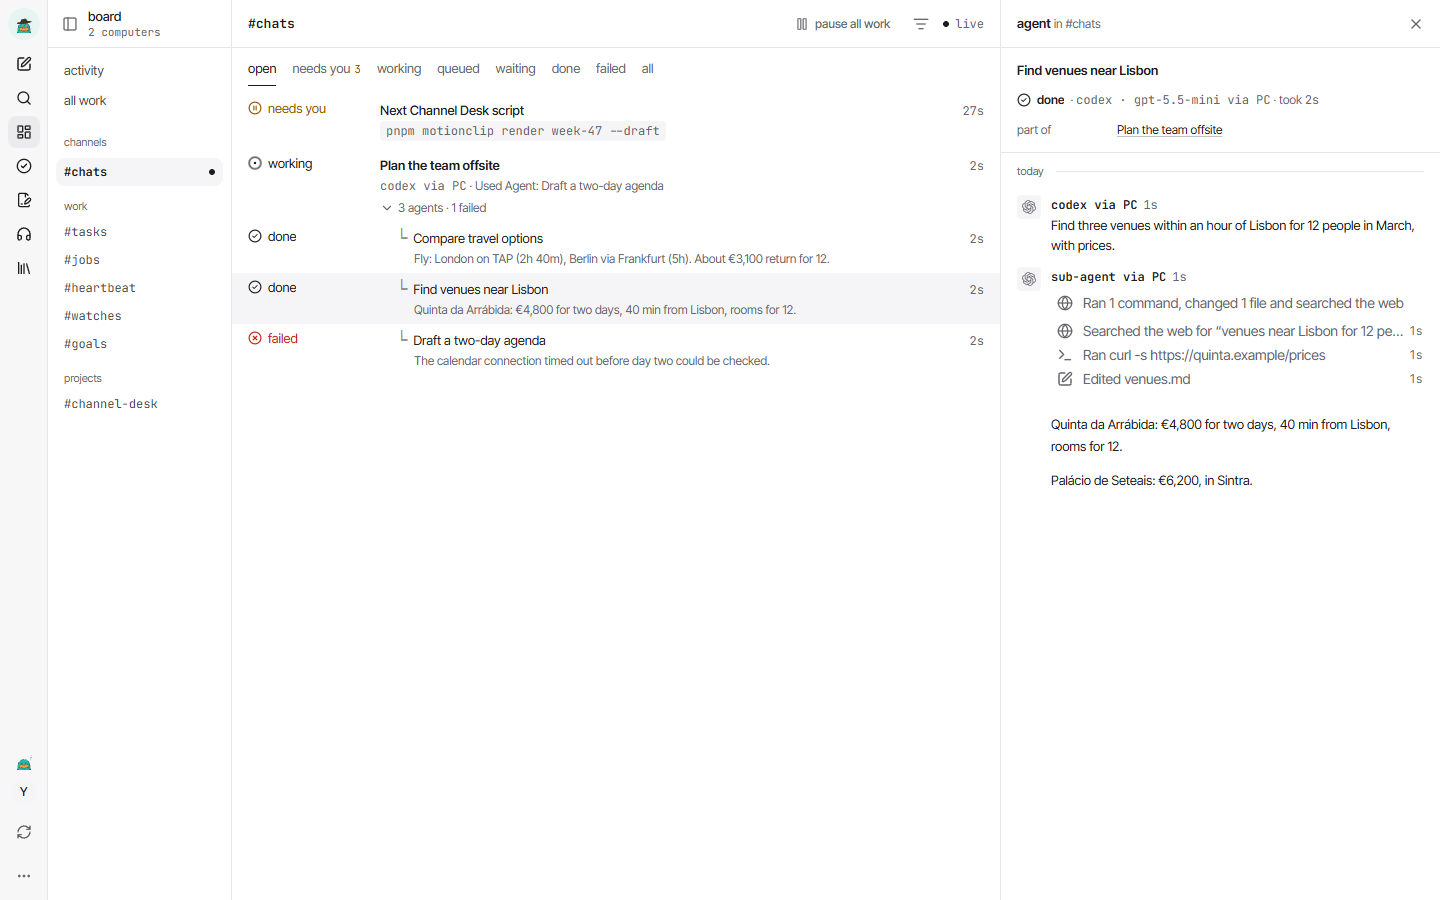 board
2 computers
activity
all work
channels
#chats
work
#tasks
#jobs
#heartbeat
#watches
#goals
projects
#channel-desk
Y
#chats
pause all work
live
open needs you 3 working queued waiting done failed all
needs you Next Channel Desk script 27s
pnpm motionclip render week-47 --draft
working Plan the team offsite 2s
codex via PC · Used Agent: Draft a two-day agenda
3 agents · 1 failed
done Compare travel options 2s
Fly: London on TAP (2h 40m), Berlin via Frankfurt (5h). About €3,100 return for 12.
done Find venues near Lisbon 2s
Quinta da Arrábida: €4,800 for two days, 40 min from Lisbon, rooms for 12.
failed Draft a two-day agenda 2s
The calendar connection timed out before day two could be checked.
agent in #chats
Find venues near Lisbon
done · codex · gpt-5.5-mini via PC · took 2s
part of Plan the team offsite
today
codex via PC 1s
Find three venues within an hour of Lisbon for 12 people in March,
with prices.
sub-agent via PC 1s
Ran 1 command, changed 1 file and searched the web
Searched the web for “venues near Lisbon for 12 pe... 1s
Ran curl -s https://quinta.example/prices 1s
Edited venues.md 1s
Quinta da Arrábida: €4,800 for two days, 40 min from Lisbon,
rooms for 12.
Palácio de Seteais: €6,200, in Sintra.